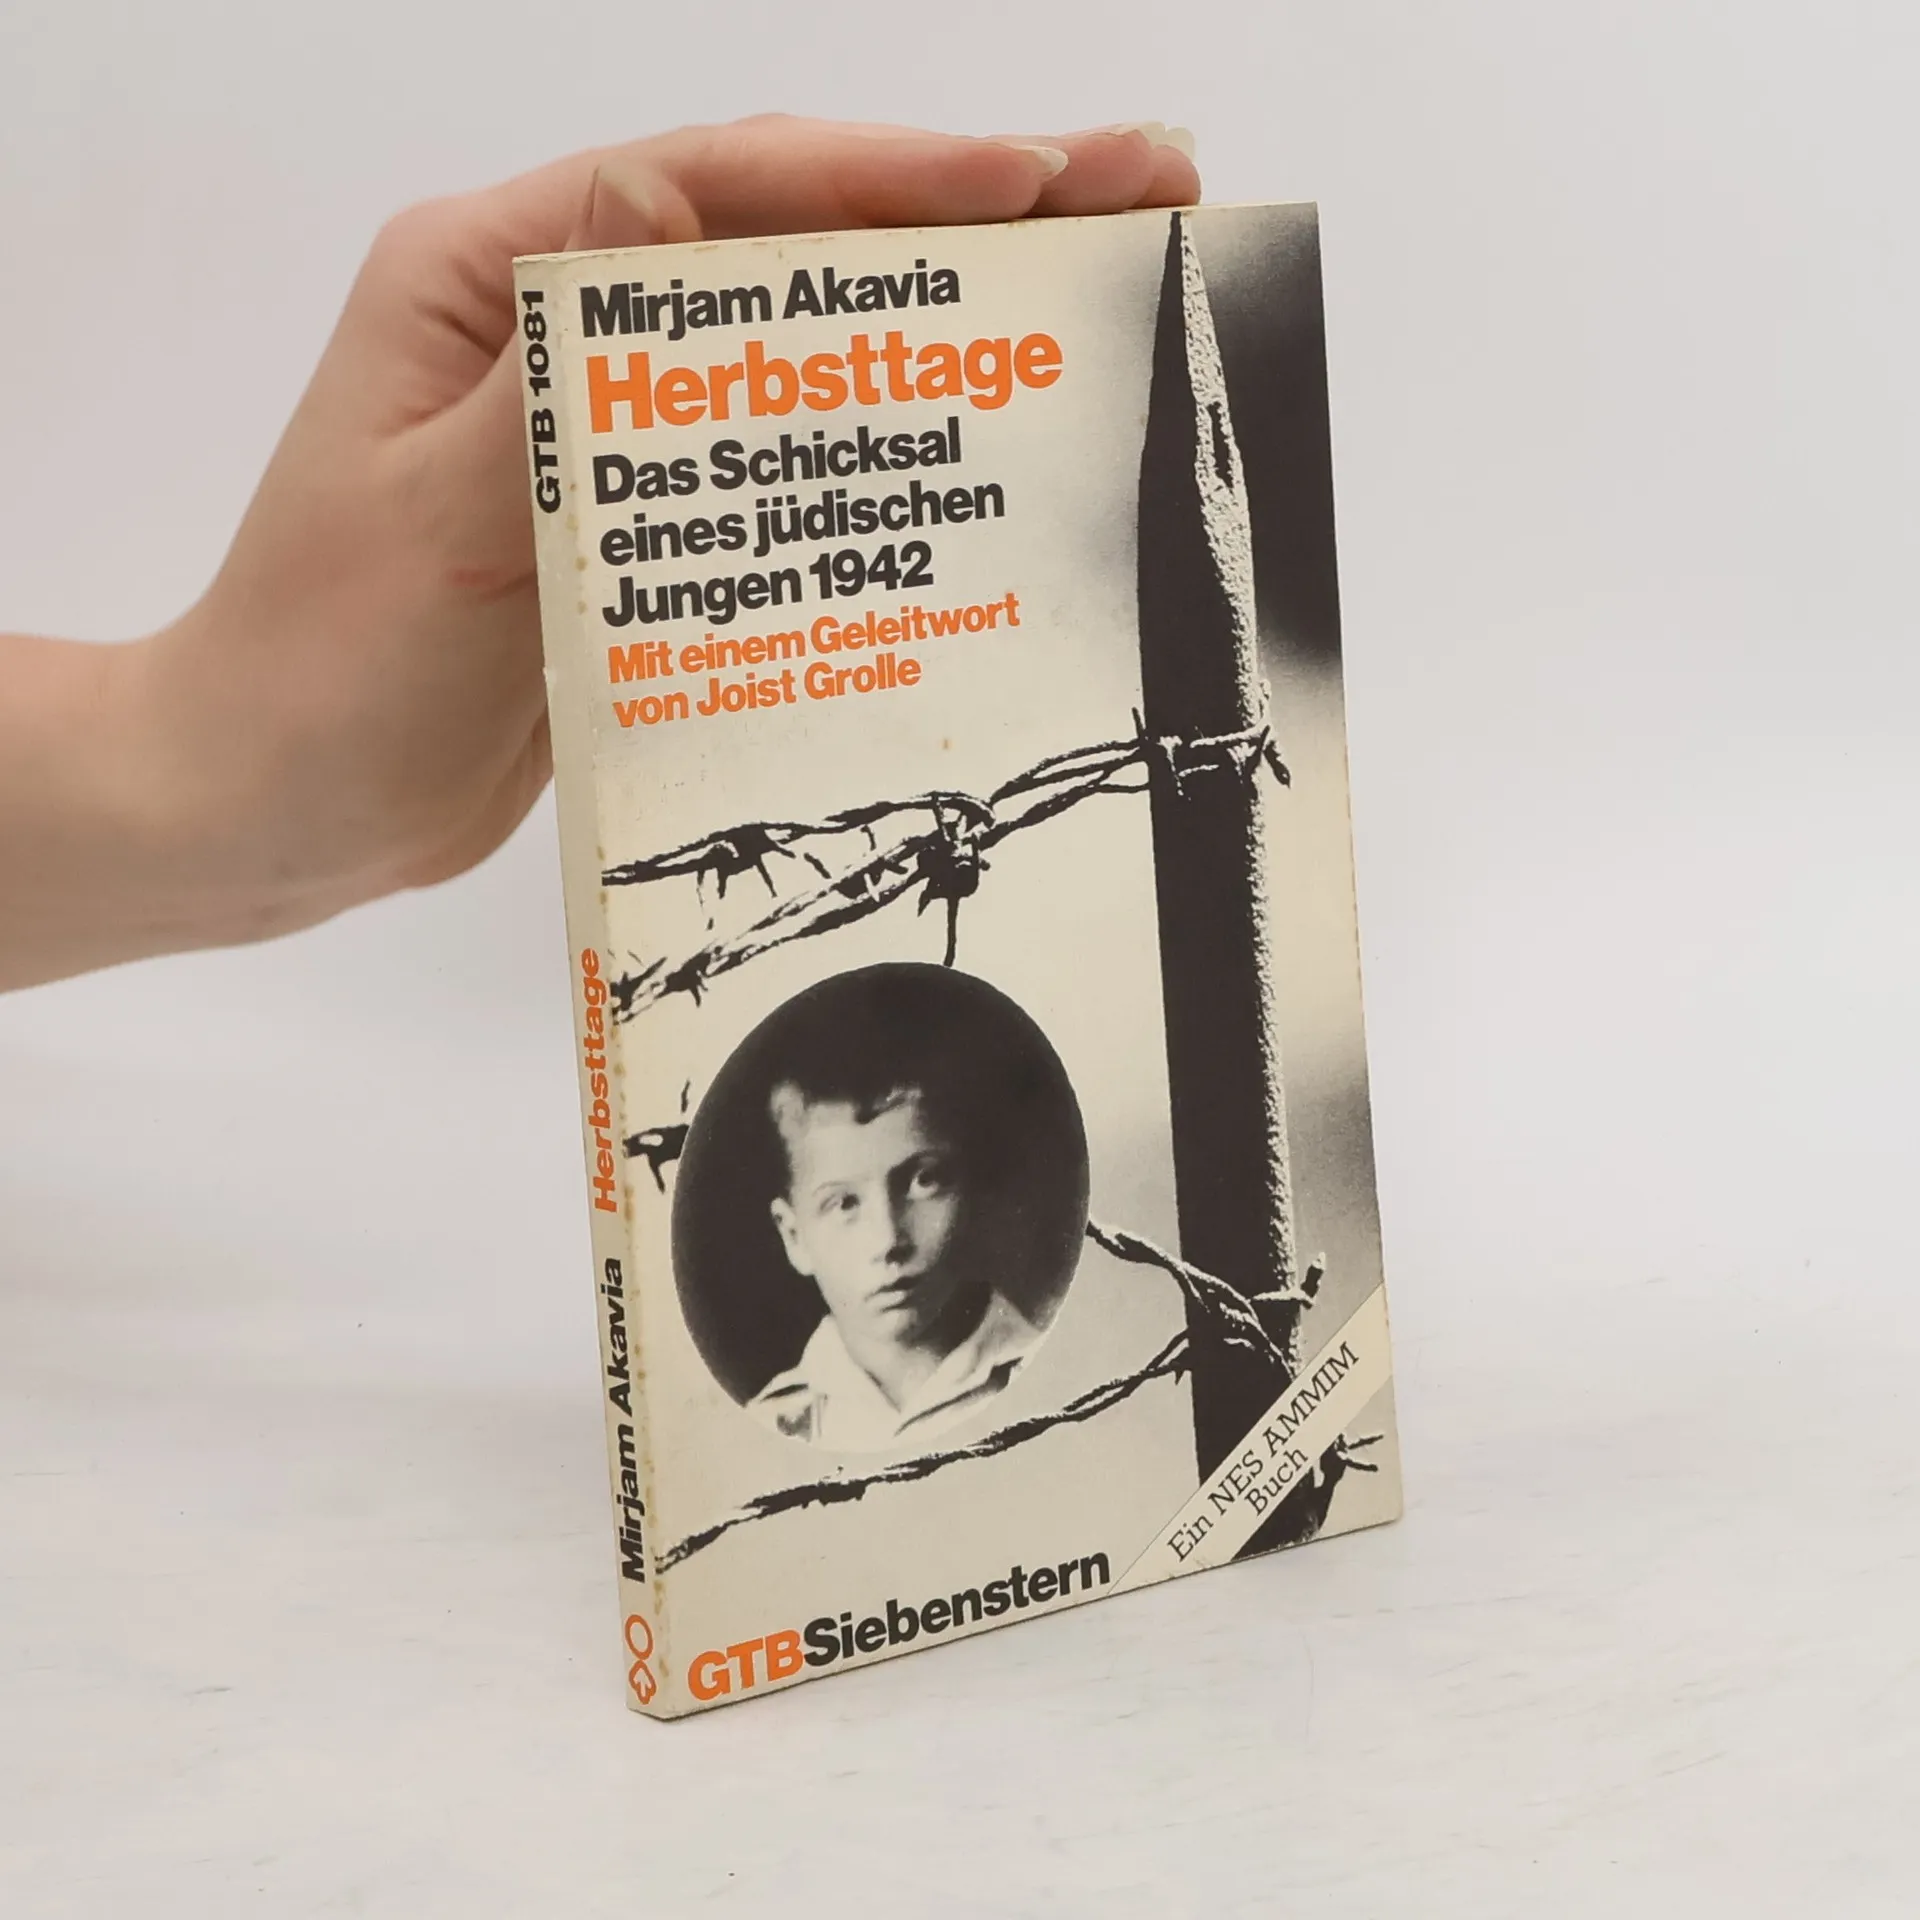 Mirjam Akavia
Herbsttage
Das Schicksal
eines jüdischen
Jungen 1942
Mit einem Geleitwort
von Joist Grolle
Ein NES AMMIM
Buch
GTBSiebenstern
GTB 1081
Herbsttage
Mirjam Akavia